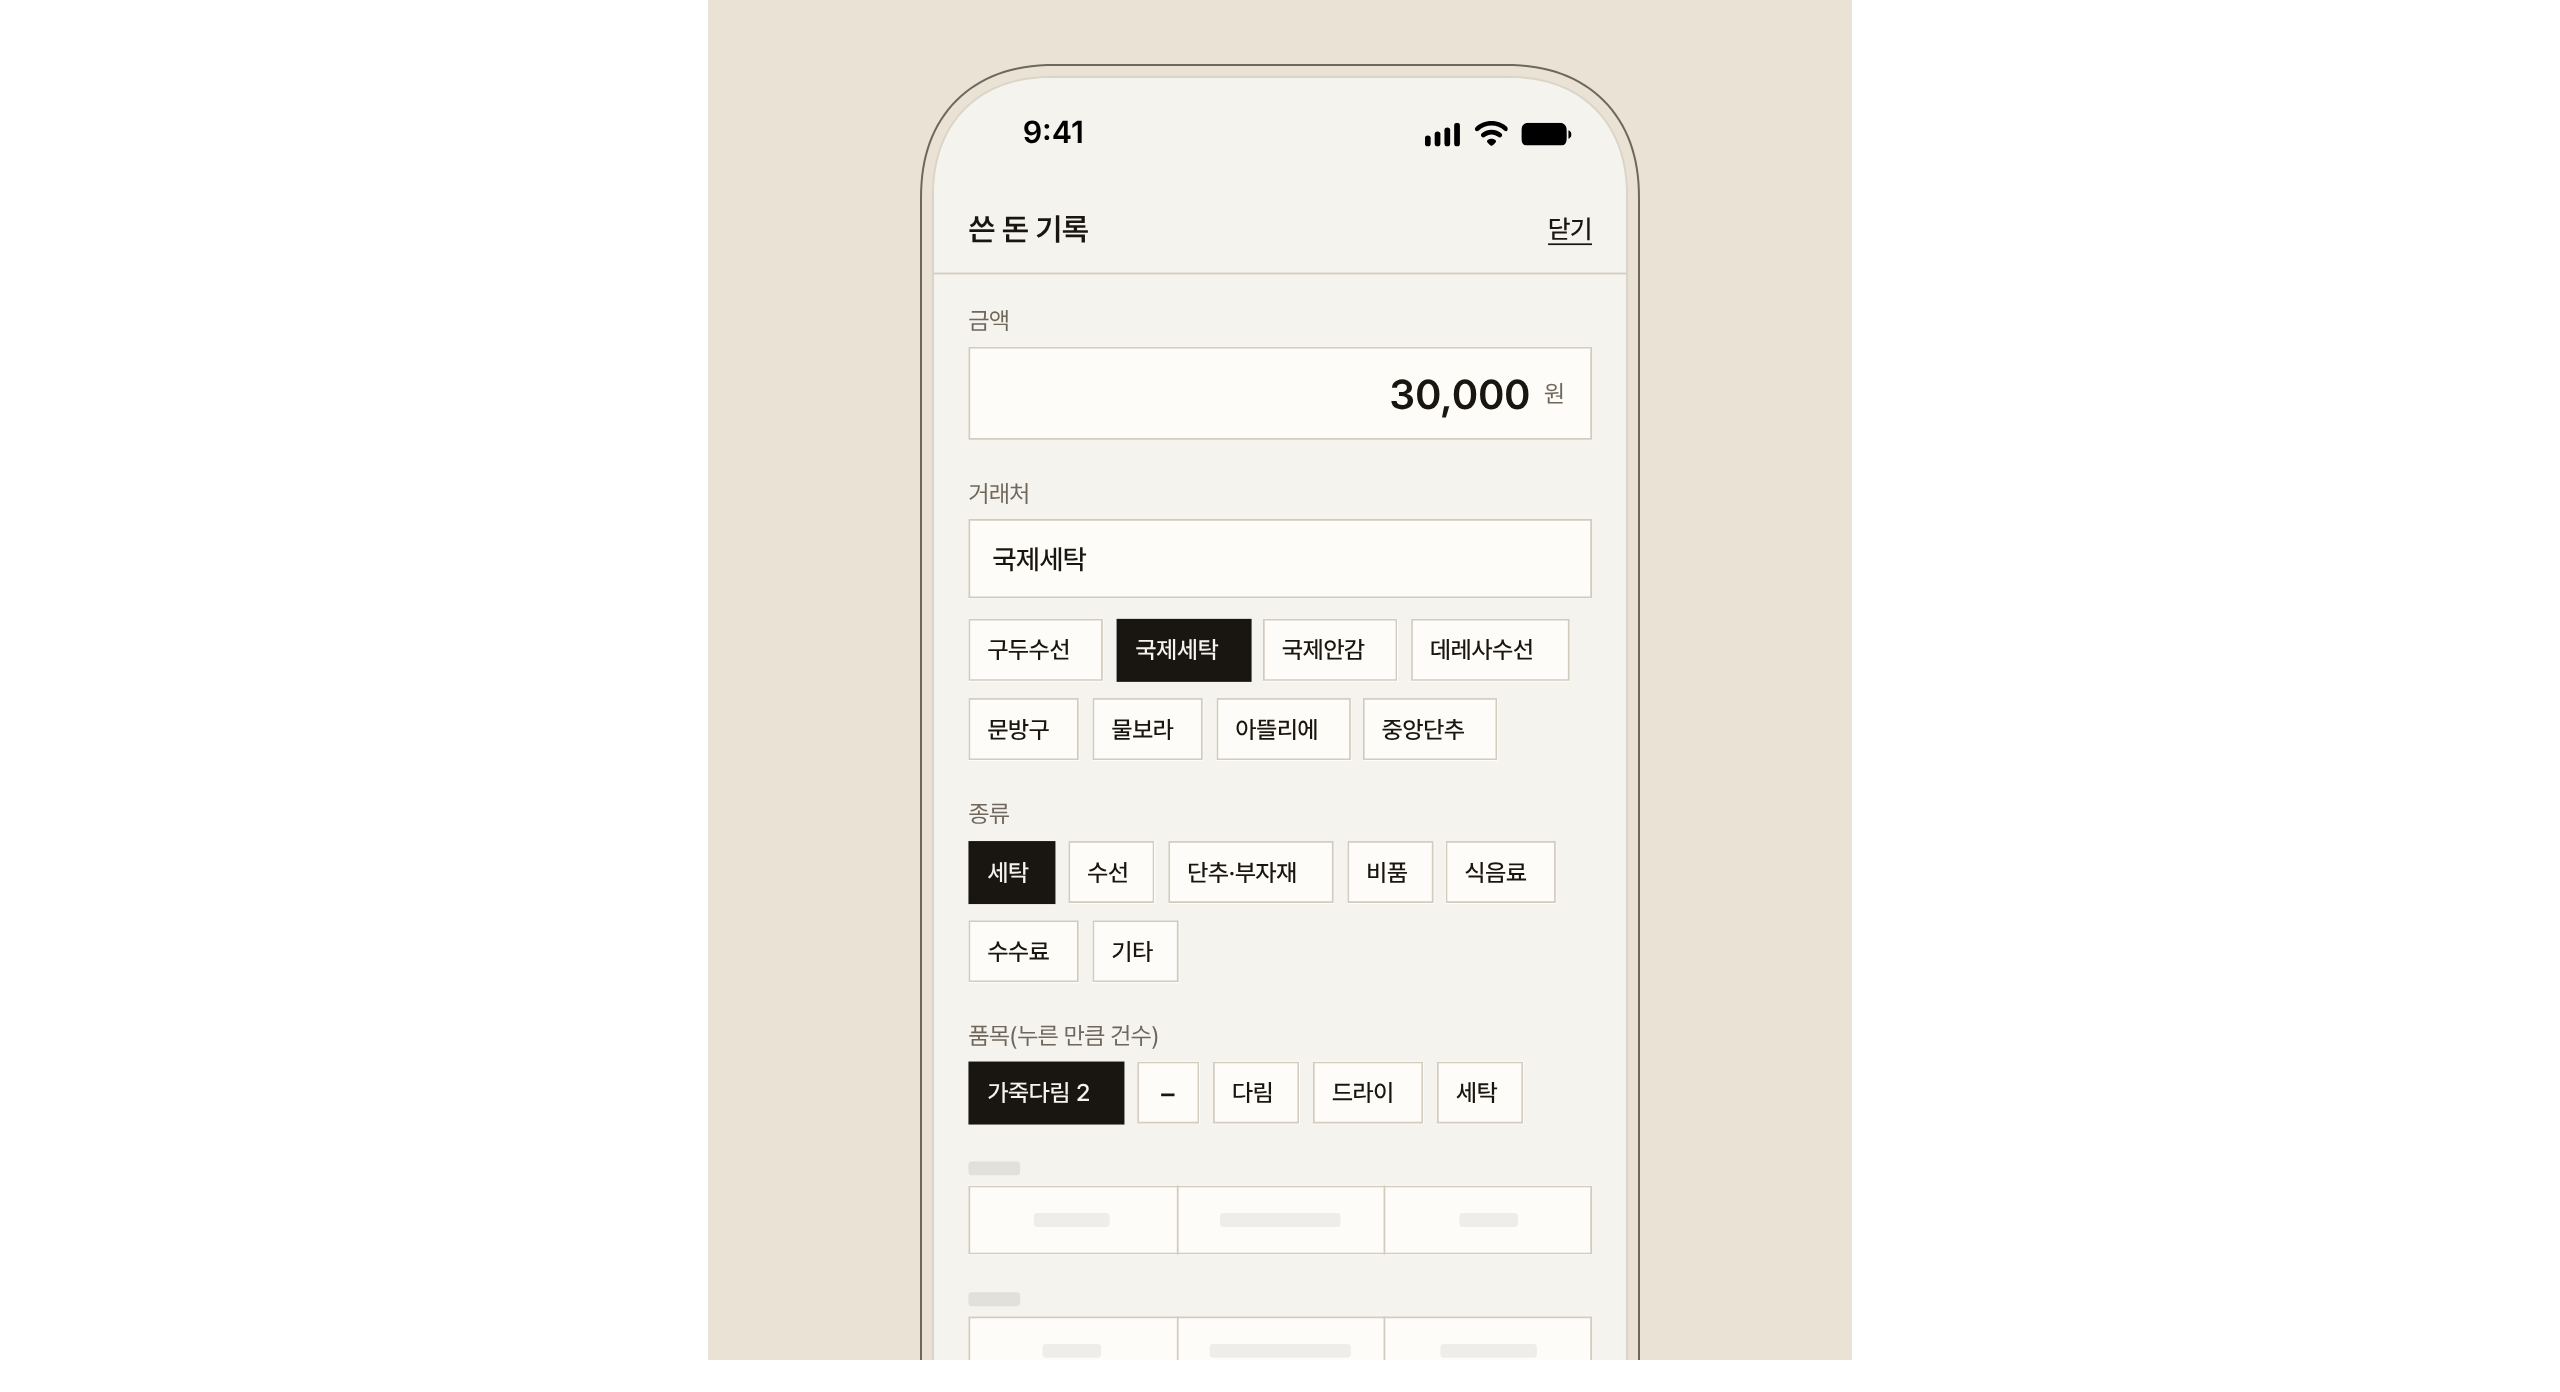 9:41
쓴 돈 기록 닫기
금액
30,000 원
거래처
국제세탁
구두수선 국제세탁 국제안감 데레사수선
문방구 물보라 아뜰리에 중앙단추
종류
세탁 수선 단추·부자재 비품 식음료
수수료 기타
품목(누른 만큼 건수)
가죽다림 2 – 다림 드라이 세탁